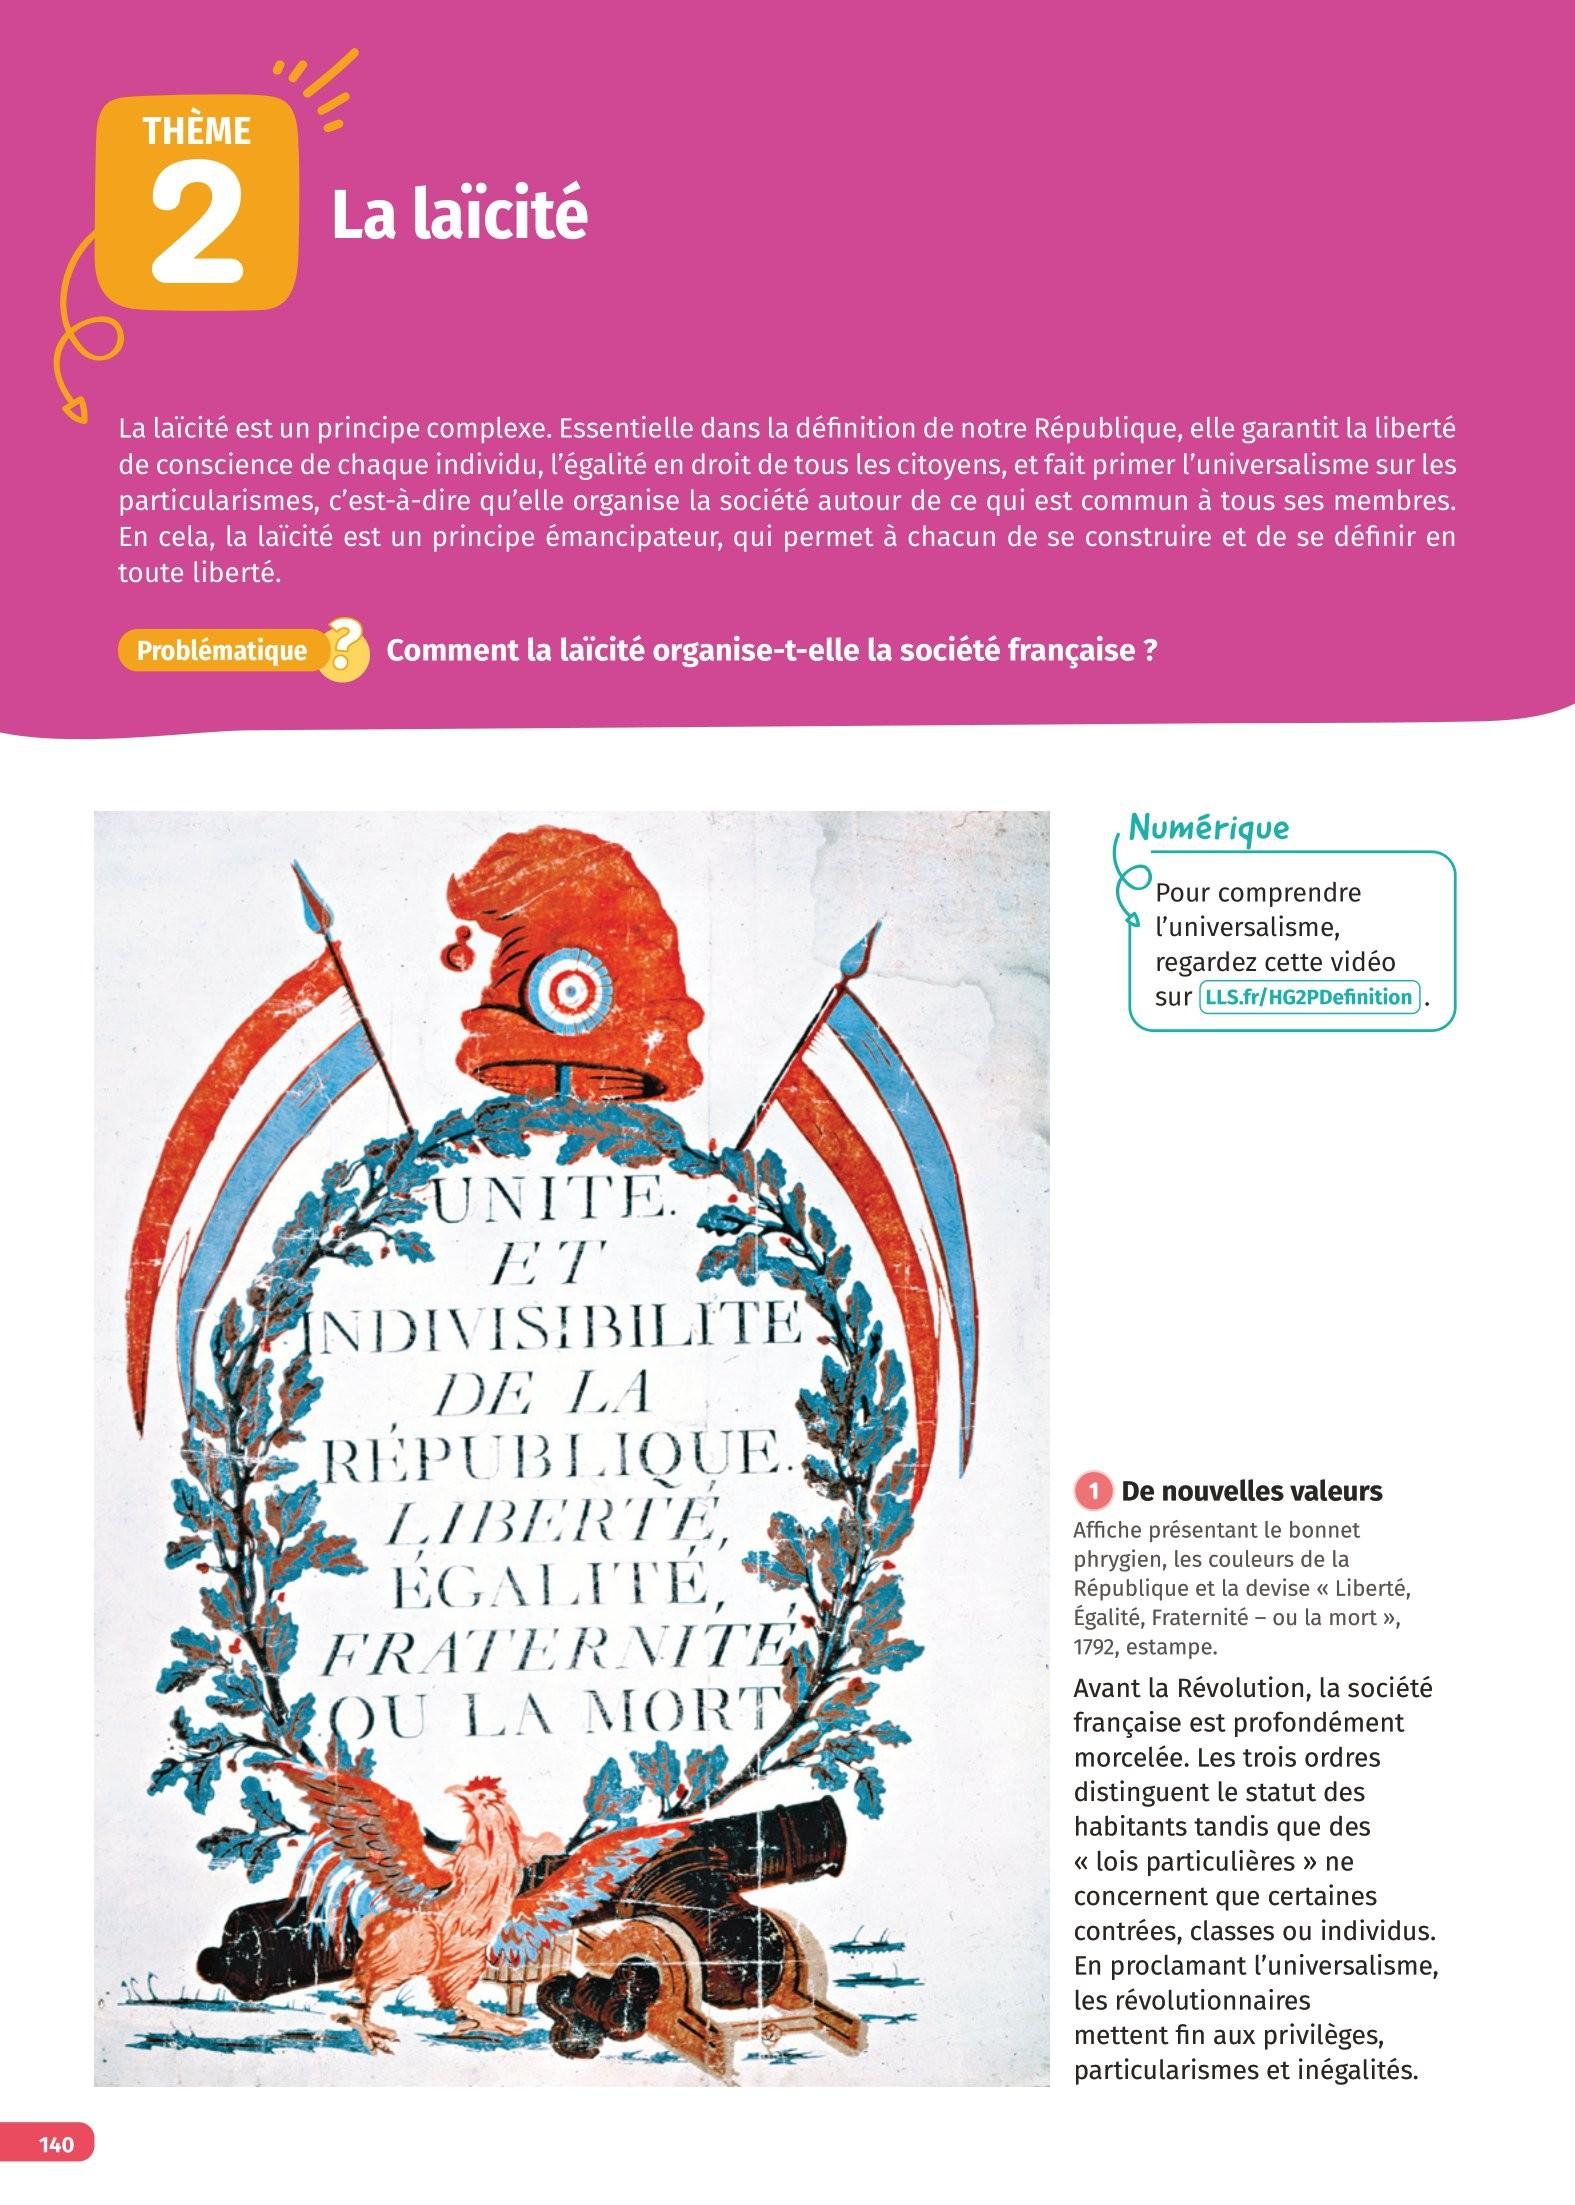 THÈME
2
La laïcité
La laïcité est un principe complexe. Essentielle dans la définition de notre République, elle garantit la liberté
de conscience de chaque individu, l'égalité en droit de tous les citoyens, et fait primer l'universalisme sur les
particularismes, c'est-à-dire qu'elle organise la société autour de ce qui est commun à tous ses membres.
En cela, la laïcité est un principe émancipateur, qui permet à chacun de se construire et de se définir en
toute liberté.
Problématique ? Comment la laïcité organise-t-elle la société française ?
Numérique
Pour comprendre
l'universalisme,
regardez cette vidéo
sur LLS.fr/HG2PDefinition .
UNITE.
ET
INDIVISIBILITE
DE LA
RÉPUBLIQUE.
LIBERTÉ,
ÉGALITÉ,
FRATERNITÉ
OU LA MORT
1 De nouvelles valeurs
Affiche présentant le bonnet
phrygien, les couleurs de la
République et la devise « Liberté,
Égalité, Fraternité – ou la mort »,
1792, estampe.
Avant la Révolution, la société
française est profondément
morcelée. Les trois ordres
distinguent le statut des
habitants tandis que des
« lois particulières » ne
concernent que certaines
contrées, classes ou individus.
En proclamant l'universalisme,
les révolutionnaires
mettent fin aux privilèges,
particularismes et inégalités.
140